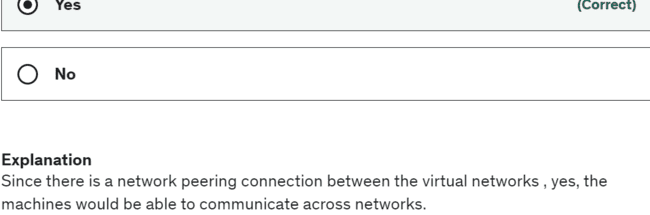 Yes (Correct)
No
Explanation
Since there is a network peering connection between the virtual networks , yes, the
machines would be able to communicate across networks.